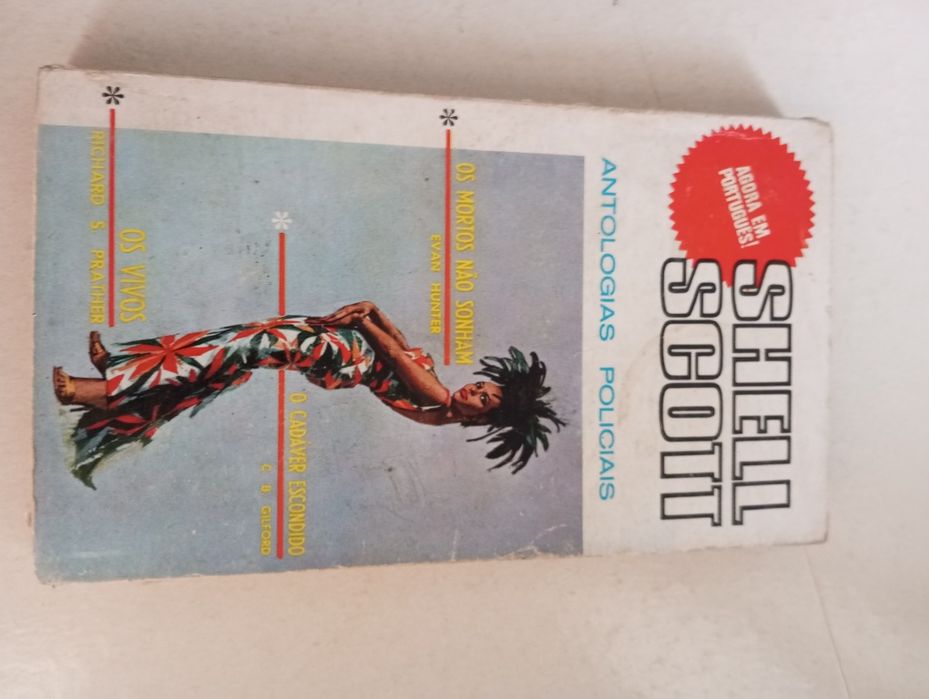 AGORA EM
PORTUGUÊS!
SHELL
SCOTT
ANTOLOGIAS POLICIAIS
OS MORTOS NÃO SONHAM
EVAN HUNTER
O CADÁVER ESCONDIDO
C. B. GILFORD
OS VIVOS
RICHARD S. PRATHER